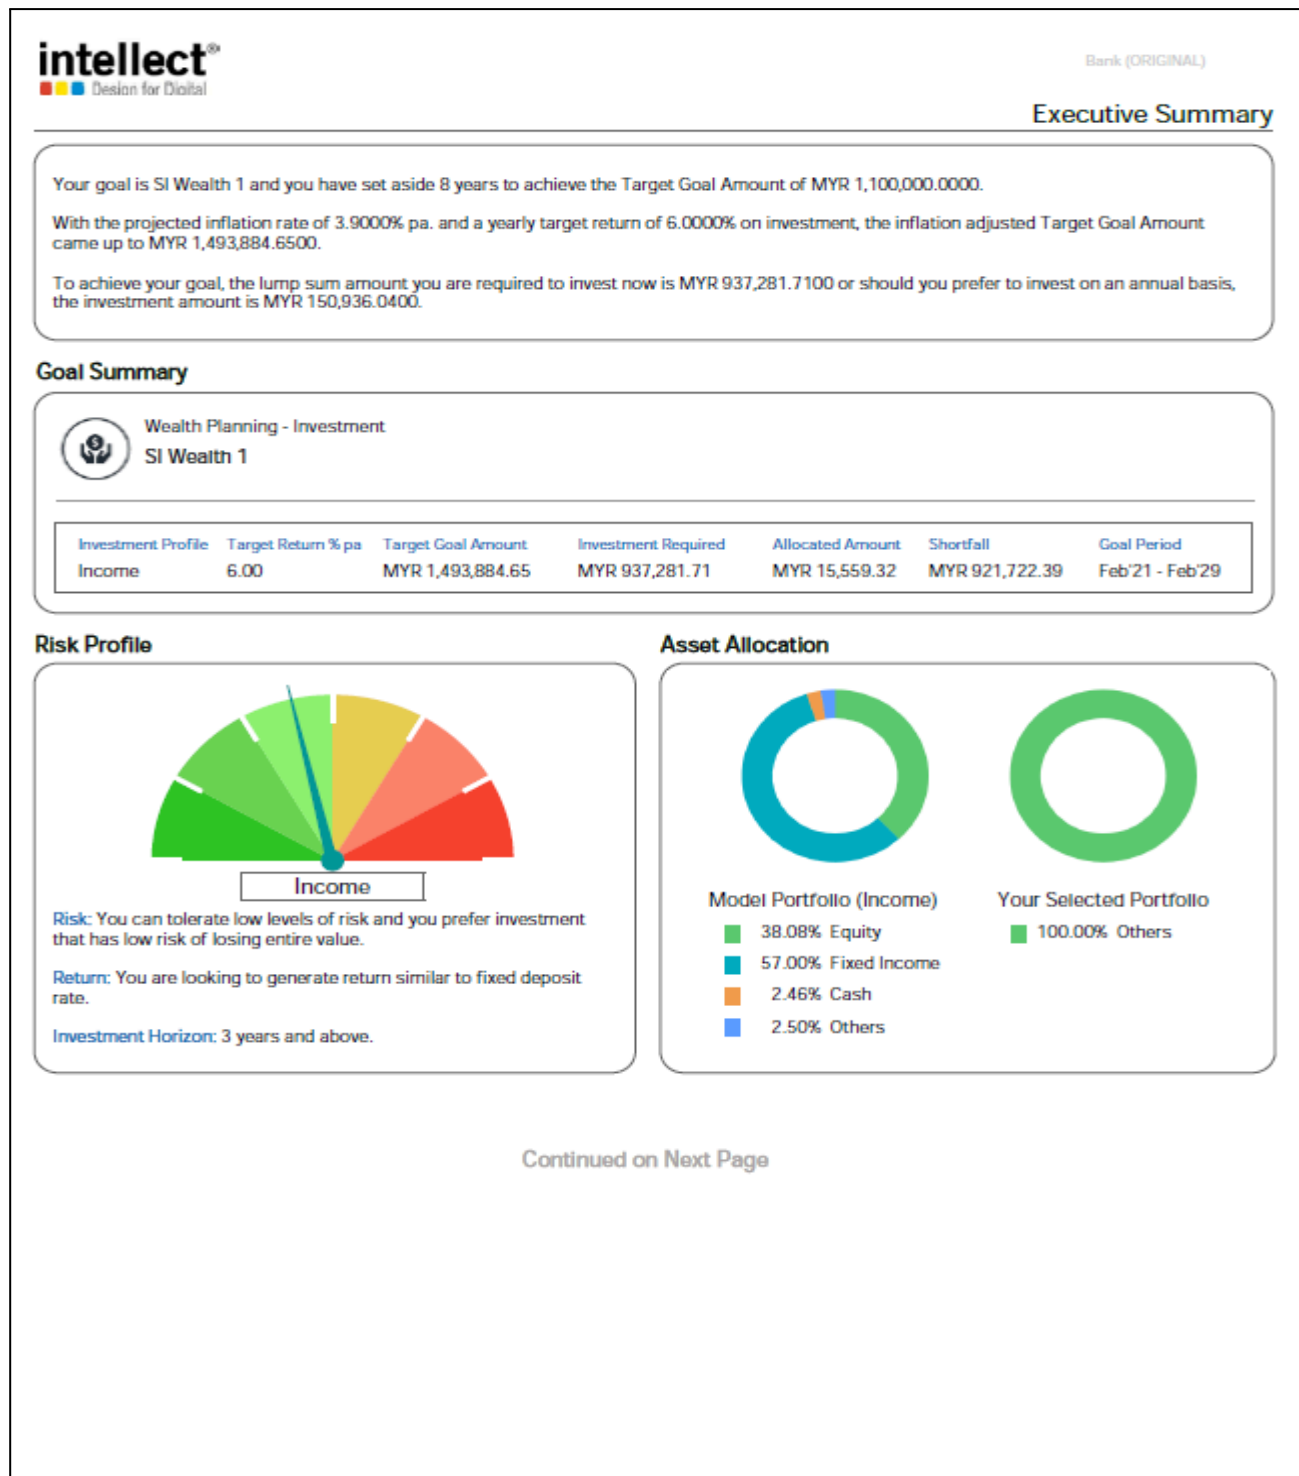 intellect®
Design for Digital
Bank (ORIGINAL)
Executive Summary
Your goal is SI Wealth 1 and you have set aside 8 years to achieve the Target Goal Amount of MYR 1,100,000.0000.
With the projected inflation rate of 3.9000% pa. and a yearly target return of 6.0000% on investment, the inflation adjusted Target Goal Amount
came up to MYR 1,493,884.6500.
To achieve your goal, the lump sum amount you are required to invest now is MYR 937,281.7100 or should you prefer to invest on an annual basis,
the investment amount is MYR 150,936.0400.
Goal Summary
Wealth Planning - Investment
SI Wealth 1
Investment Profile Target Return % pa Target Goal Amount Investment Required Allocated Amount Shortfall Goal Period
Income 6.00 MYR 1,493,884.65 MYR 937,281.71 MYR 15,559.32 MYR 921,722.39 Feb'21 - Feb'29
Risk Profile
Income
Risk: You can tolerate low levels of risk and you prefer investment
that has low risk of losing entire value.
Return: You are looking to generate return similar to fixed deposit
rate.
Investment Horizon: 3 years and above.
Asset Allocation
Model Portfolio (Income)
38.08% Equity
57.00% Fixed Income
2.46% Cash
2.50% Others
Your Selected Portfolio
100.00% Others
Continued on Next Page